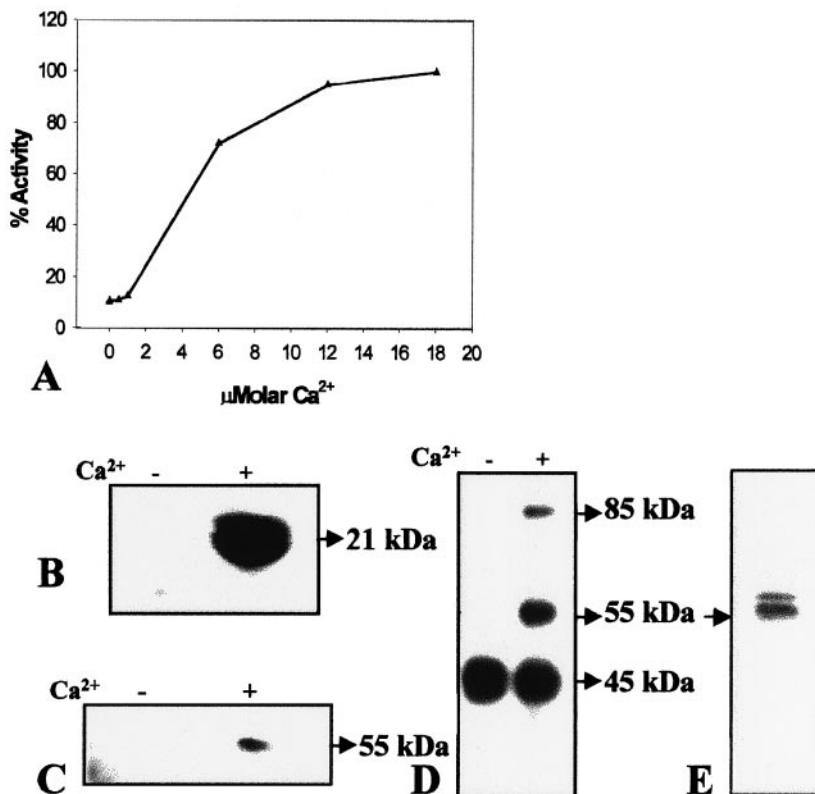 120
100
80
60
40
20
0
% Activity
0 2 4 6 8 10 12 14 16 18 20
A
μMolar Ca²⁺
Ca²⁺ - +
21 kDa
B
Ca²⁺ - +
55 kDa
C
Ca²⁺ - +
85 kDa
55 kDa
45 kDa
D
E